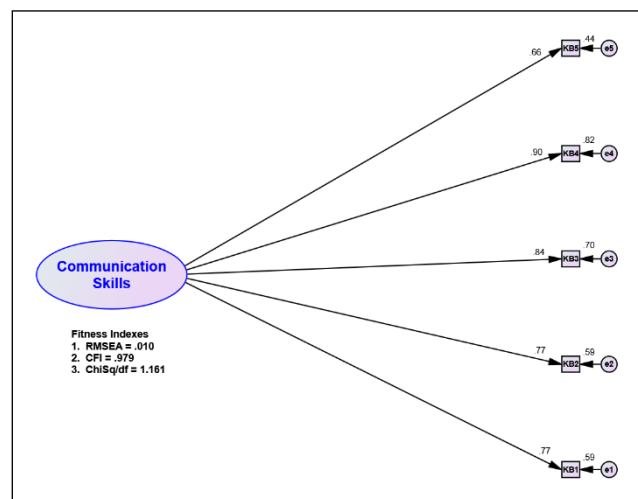 .44
.66
KB5
e5
.82
.90
KB4
e4
.70
.84
KB3
e3
Communication
Skills
Fitness Indexes
1. RMSEA = .010
2. CFI = .979
3. ChiSq/df = 1.161
.59
.77
KB2
e2
.59
.77
KB1
e1